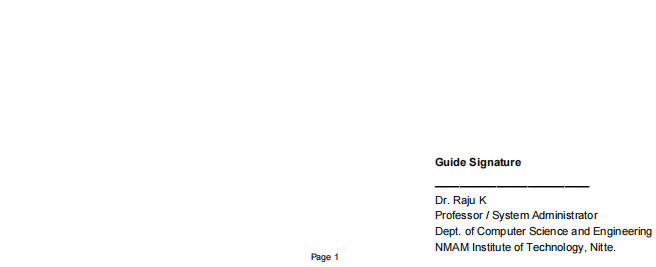 Guide Signature
Dr. Raju K
Professor / System Administrator
Dept. of Computer Science and Engineering
NMAM Institute of Technology, Nitte.
Page 1